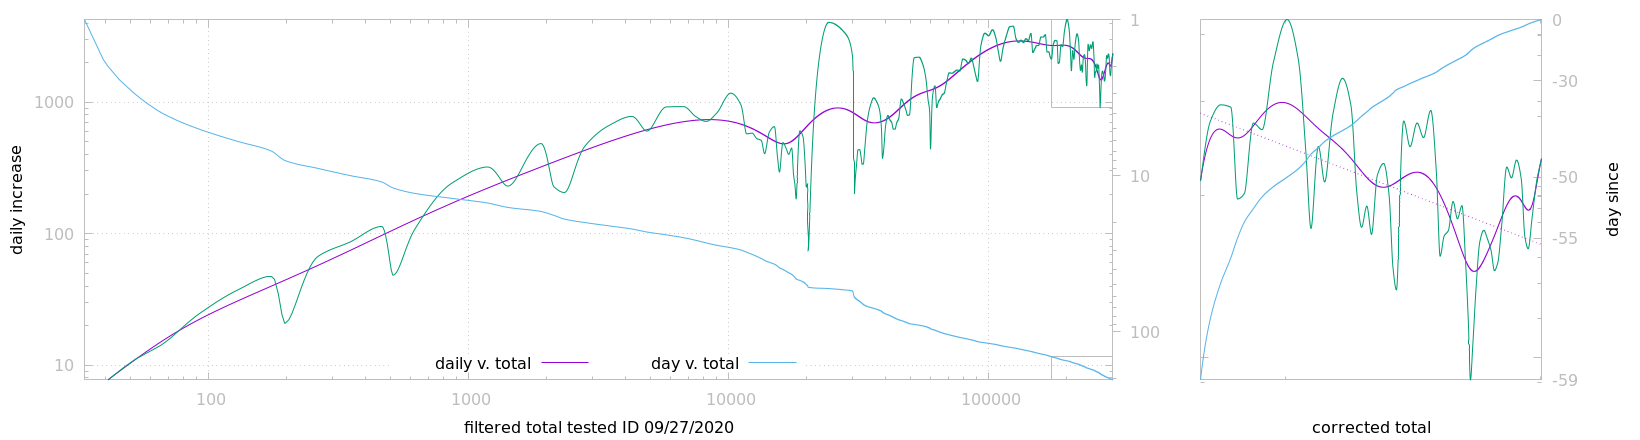 daily increase
1000
100
10
100
1000
10000
100000
1
10
100
daily v. total
day v. total
filtered total tested ID 09/27/2020
0
-30
-50
-55
-59
day since
corrected total